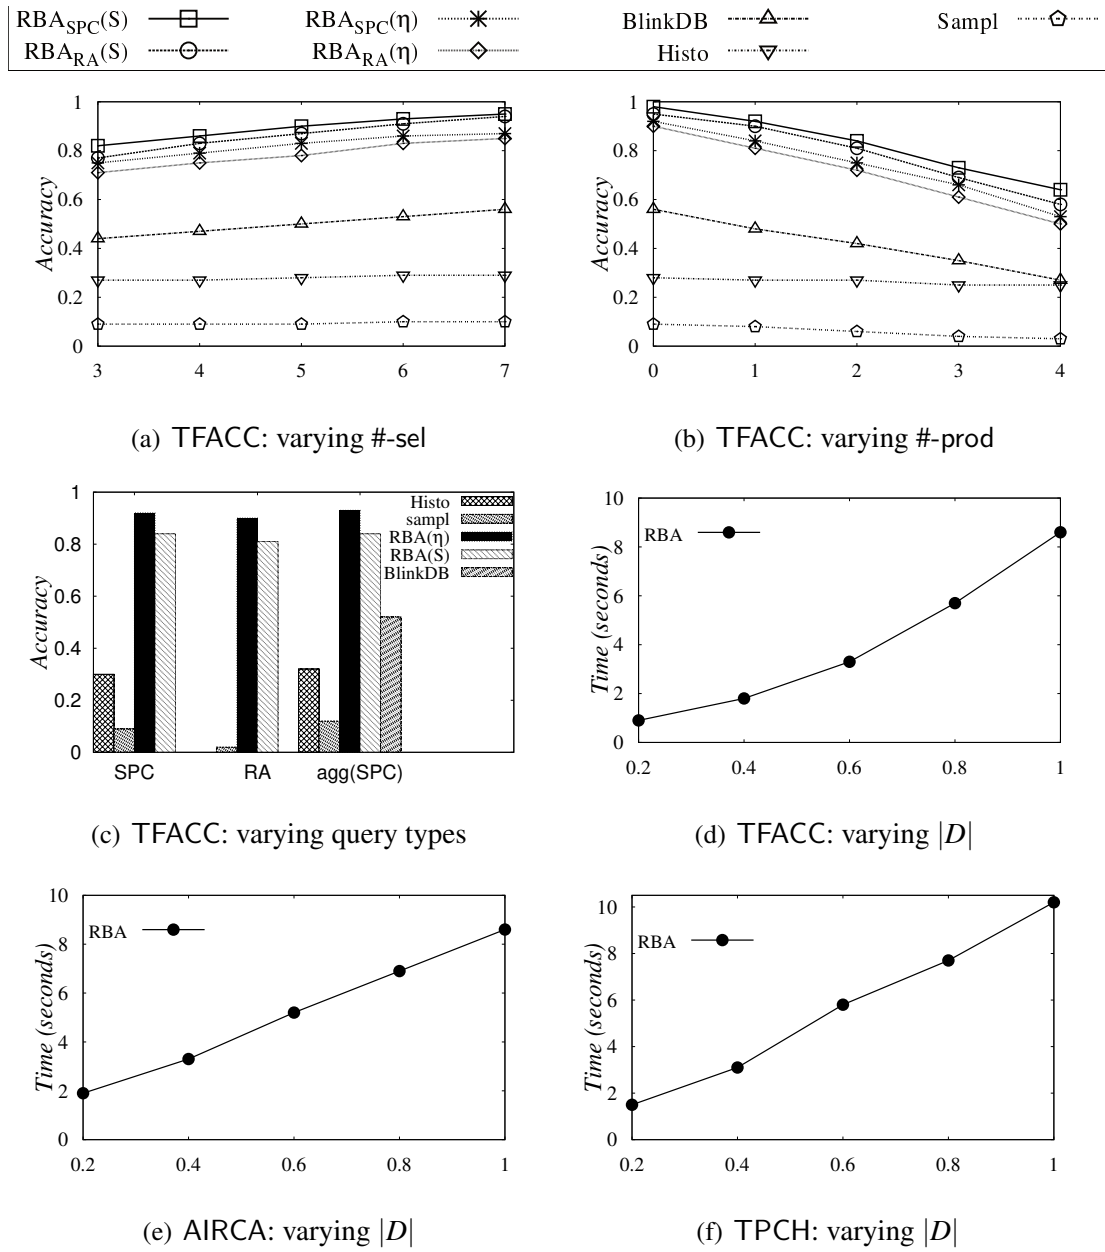 RBA_SPC(S) RBA_SPC(η) BlinkDB Sampl
RBA_RA(S) RBA_RA(η) Histo
1
0.8
0.6
0.4
0.2
0
Accuracy
3 4 5 6 7
(a) TFACC: varying #-sel
1
0.8
0.6
0.4
0.2
0
Accuracy
0 1 2 3 4
(b) TFACC: varying #-prod
1
0.8
0.6
0.4
0.2
0
Accuracy
Histo
sampl
RBA(η)
RBA(S)
BlinkDB
SPC RA agg(SPC)
(c) TFACC: varying query types
10
8
6
4
2
0
Time (seconds)
RBA
0.2 0.4 0.6 0.8 1
(d) TFACC: varying |D|
10
8
6
4
2
0
Time (seconds)
RBA
0.2 0.4 0.6 0.8 1
(e) AIRCA: varying |D|
10
8
6
4
2
0
Time (seconds)
RBA
0.2 0.4 0.6 0.8 1
(f) TPCH: varying |D|